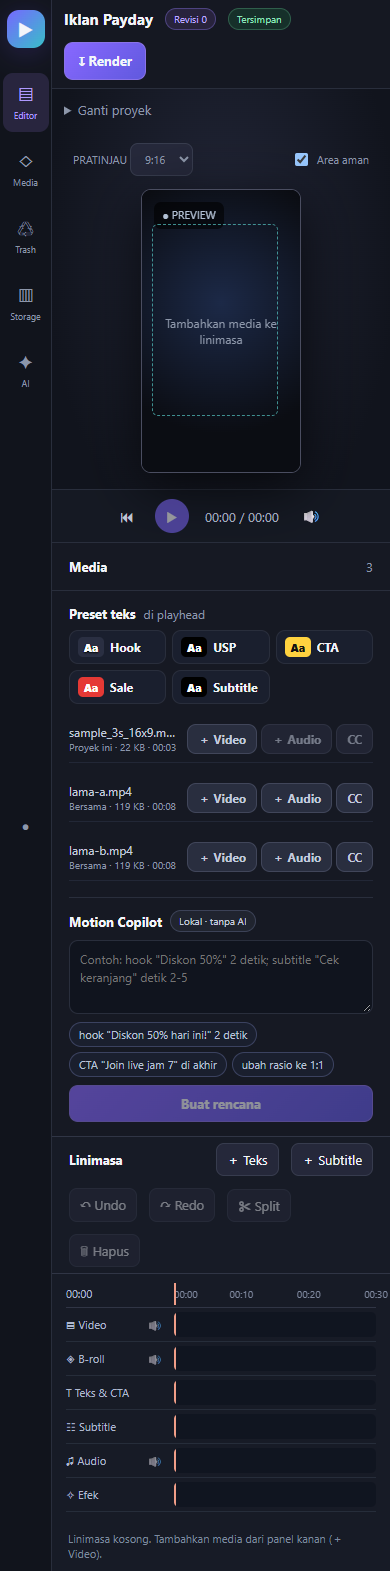 Iklan Payday
Revisi 0
Tersimpan
Render
Editor
Media
Trash
Storage
AI
Ganti proyek
PRATINJAU
9:16
Area aman
PREVIEW
Tambahkan media ke
linimasa
00:00 / 00:00
Media
3
Preset teks di playhead
Aa Hook
Aa USP
Aa CTA
Aa Sale
Aa Subtitle
sample_3s_16x9.m...
Proyek ini · 22 KB · 00:03
+ Video
+ Audio
CC
lama-a.mp4
Bersama · 119 KB · 00:08
+ Video
+ Audio
CC
lama-b.mp4
Bersama · 119 KB · 00:08
+ Video
+ Audio
CC
Motion Copilot
Lokal · tanpa AI
Contoh: hook "Diskon 50%" 2 detik; subtitle "Cek
keranjang" detik 2-5
hook "Diskon 50% hari ini!" 2 detik
CTA "Join live jam 7" di akhir
ubah rasio ke 1:1
Buat rencana
Linimasa
+ Teks
+ Subtitle
Undo
Redo
Split
Hapus
00:00
00:00
00:10
00:20
00:30
Video
B-roll
T Teks & CTA
Subtitle
Audio
Efek
Linimasa kosong. Tambahkan media dari panel kanan (+
Video).